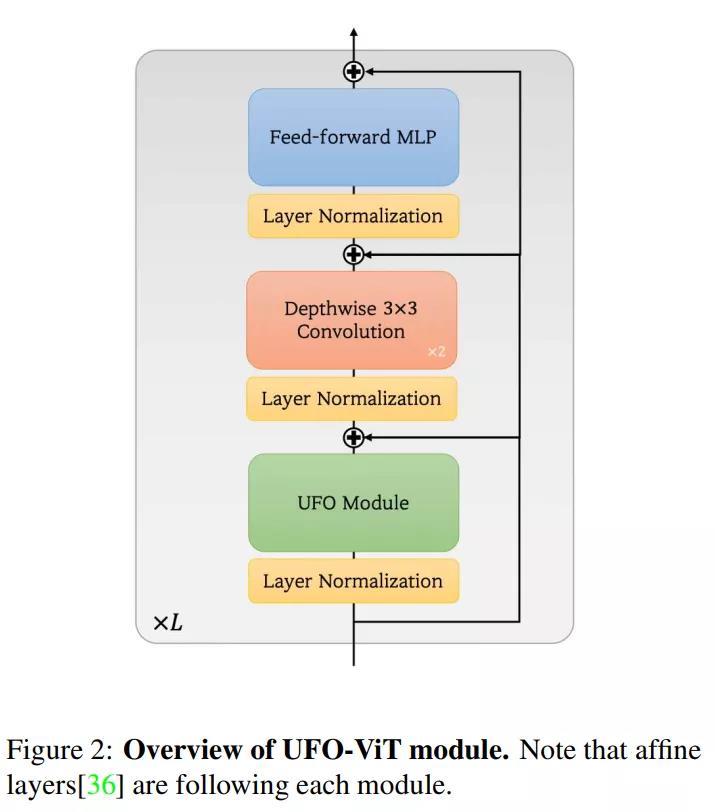 Feed-forward MLP
Layer Normalization
Depthwise 3×3
Convolution
×2
Layer Normalization
UFO Module
Layer Normalization
×L
Figure 2: Overview of UFO-ViT module. Note that affine
layers[36] are following each module.